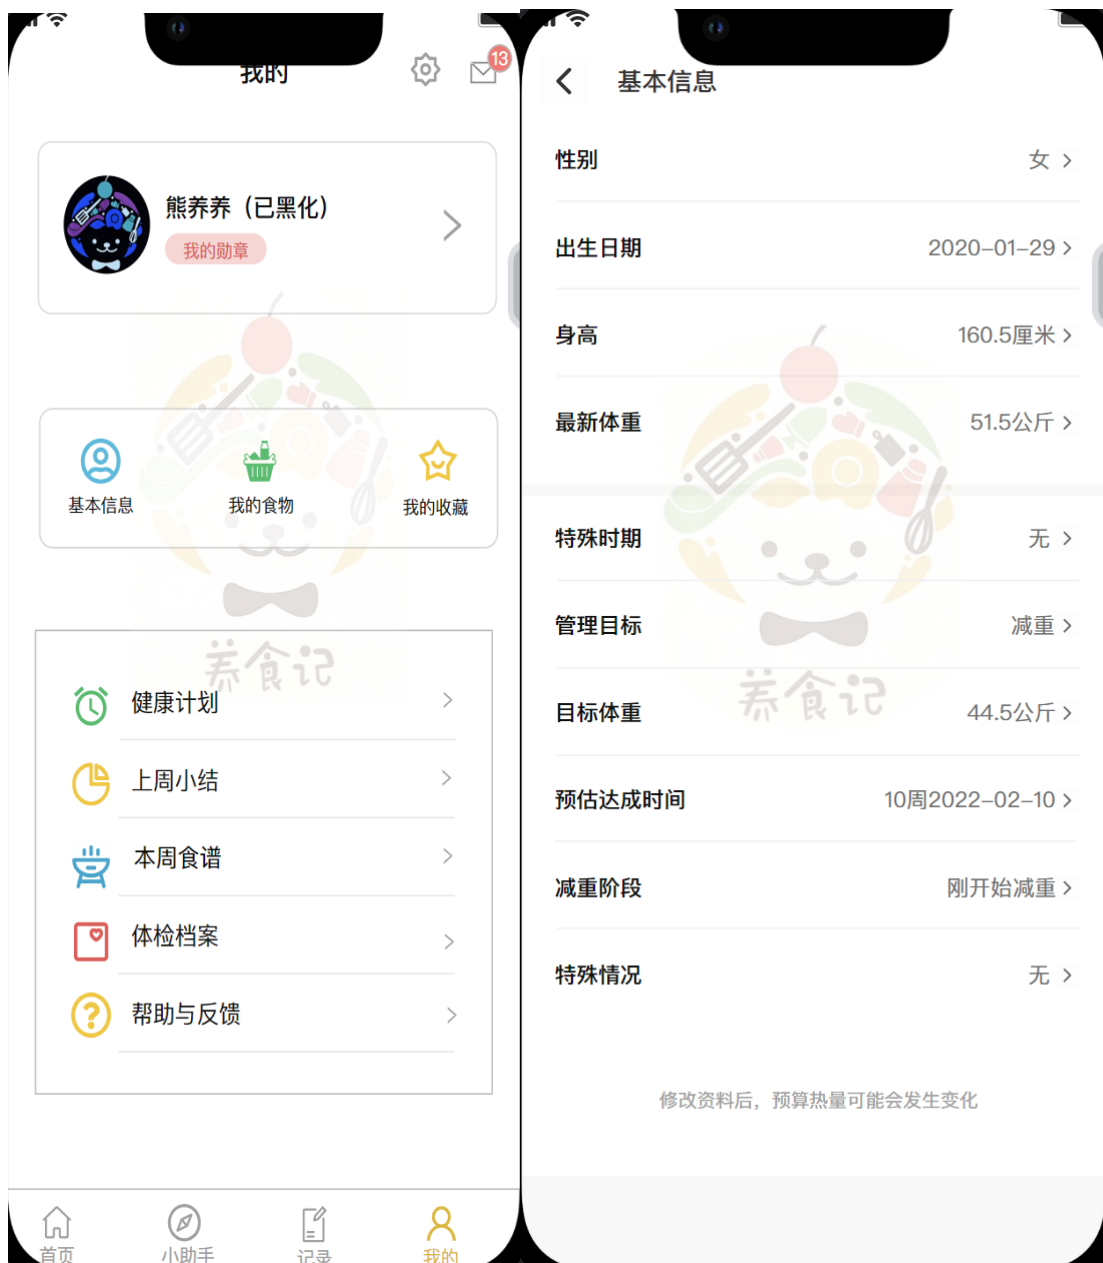 我的
13
熊养养（已黑化）
我的勋章
基本信息
我的食物
我的收藏
养食记
健康计划
上周小结
本周食谱
体检档案
帮助与反馈
首页
小助手
记录
我的
基本信息
性别 女
出生日期 2020-01-29
身高 160.5厘米
最新体重 51.5公斤
特殊时期 无
管理目标 减重
养食记
目标体重 44.5公斤
预估达成时间 10周2022-02-10
减重阶段 刚开始减重
特殊情况 无
修改资料后，预算热量可能会发生变化